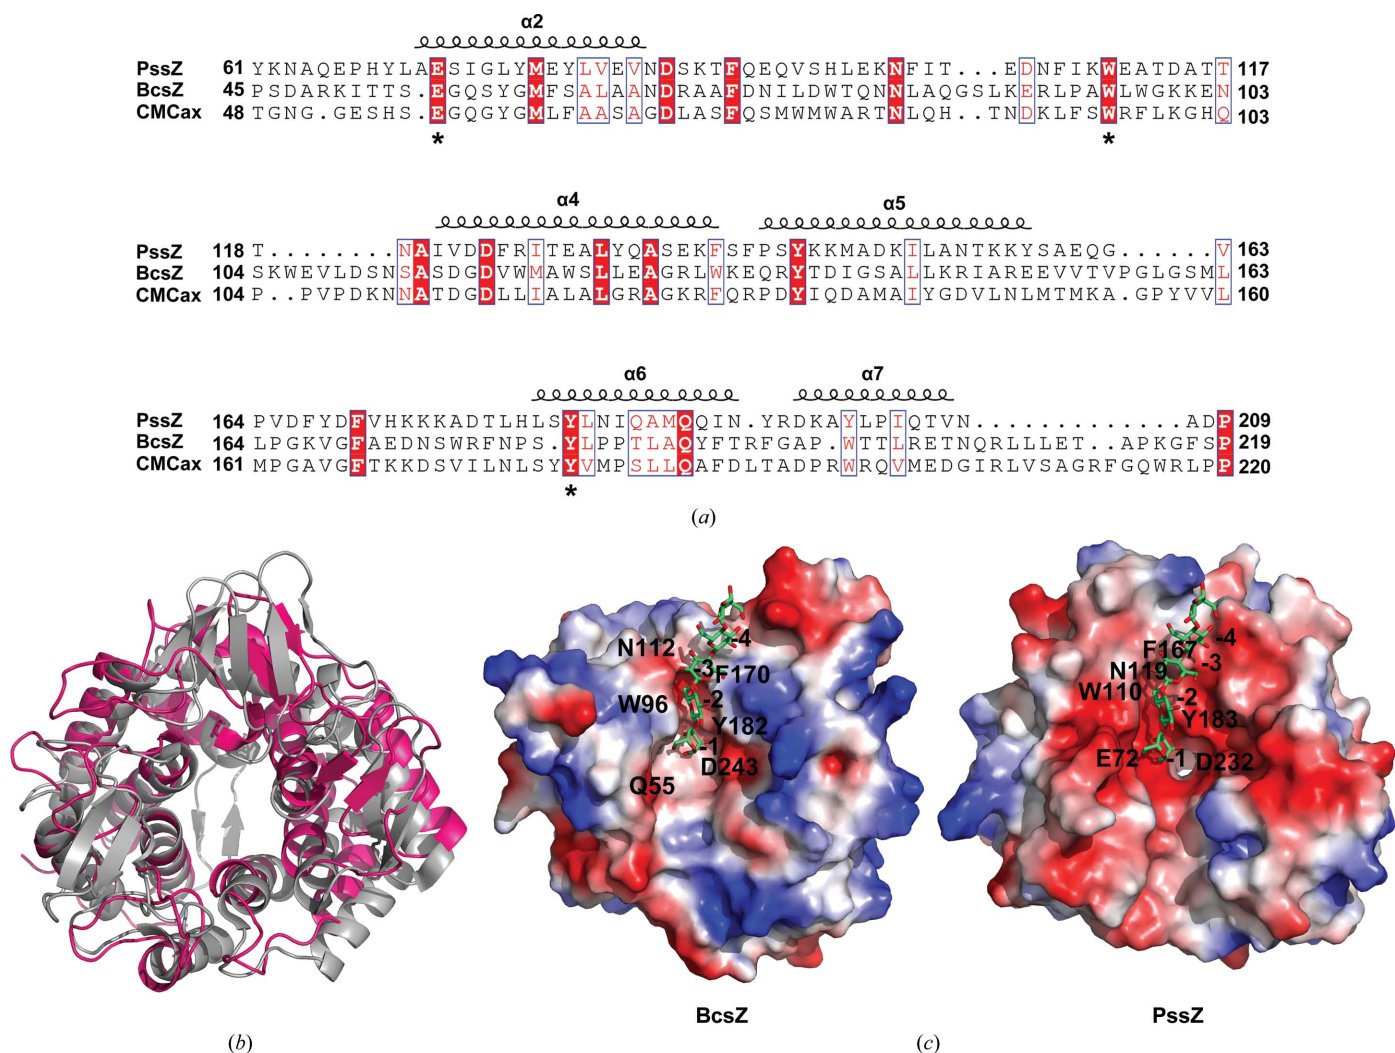 α2
PssZ 61 YKNAQEPHYLAESIGLYMEYLVEVNDSKTFQEQVSHLEKNFIT...EDNFIKWEATDATT 117
BcsZ 45 PSDARKITTS.EGQSYGMFSALAANDRAAFDNILDWTQNNLAQGSLKERLPAWLWGKKEN 103
CMCax 48 TGNG.GESHS.EGQGYGMLFAASAGDLASFQSMWMWARTNLQH..TNDKLFSWRFLKGHQ 103
* *
α4 α5
PssZ 118 T........NAIVDDFRITEALYQASEKFSFPSYKKMADKILANTKKYSAEQG......V 163
BcsZ 104 SKWEVLDSNSASDGDVWMAWSLLEAGRLWKEQRYTDIGSALLKRIAREEVVTVPGLGSML 163
CMCax 104 P..PVPDKNNATDGDLLIALALGRAGKRFQRPDYIQDAMAIYGDVLNLMTMKA.GPYVVL 160
α6 α7
PssZ 164 PVDFYDFVHKKKADTLHLSYLNIQAMQQIN.YRDKAYLPIQTVN.............ADP 209
BcsZ 164 LPGKVGFAEDNSWRFNPS.YLPPTLAQYFTRFGAP.WTTLRETNQRLLLET..APKGFSP 219
CMCax 161 MPGAVGFTKKDSVILNLSYYVMPSLLQAFDLTADPRWRQVMEDGIRLVSAGRFGQWRLPP 220
*
(a)
N112 -4
-3 F170
W96 -2
Y182
-1
D243
Q55
BcsZ
-4
F167
N119 -3
W110 -2
Y183
E72 -1 D232
PssZ
(b) (c)